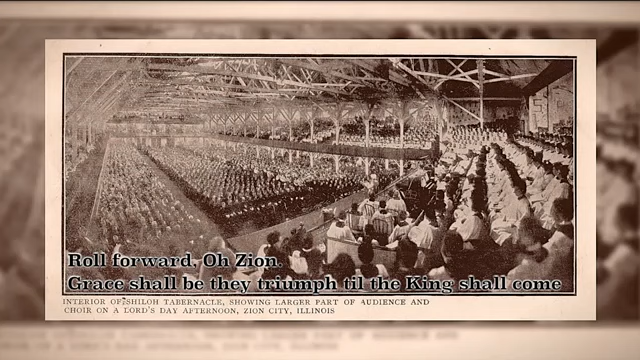 Roll forward, Oh Zion.
Grace shall be they triumph til the King shall come
INTERIOR OF SHILOH TABERNACLE, SHOWING LARGER PART OF AUDIENCE AND
CHOIR ON A LORD'S DAY AFTERNOON, ZION CITY, ILLINOIS